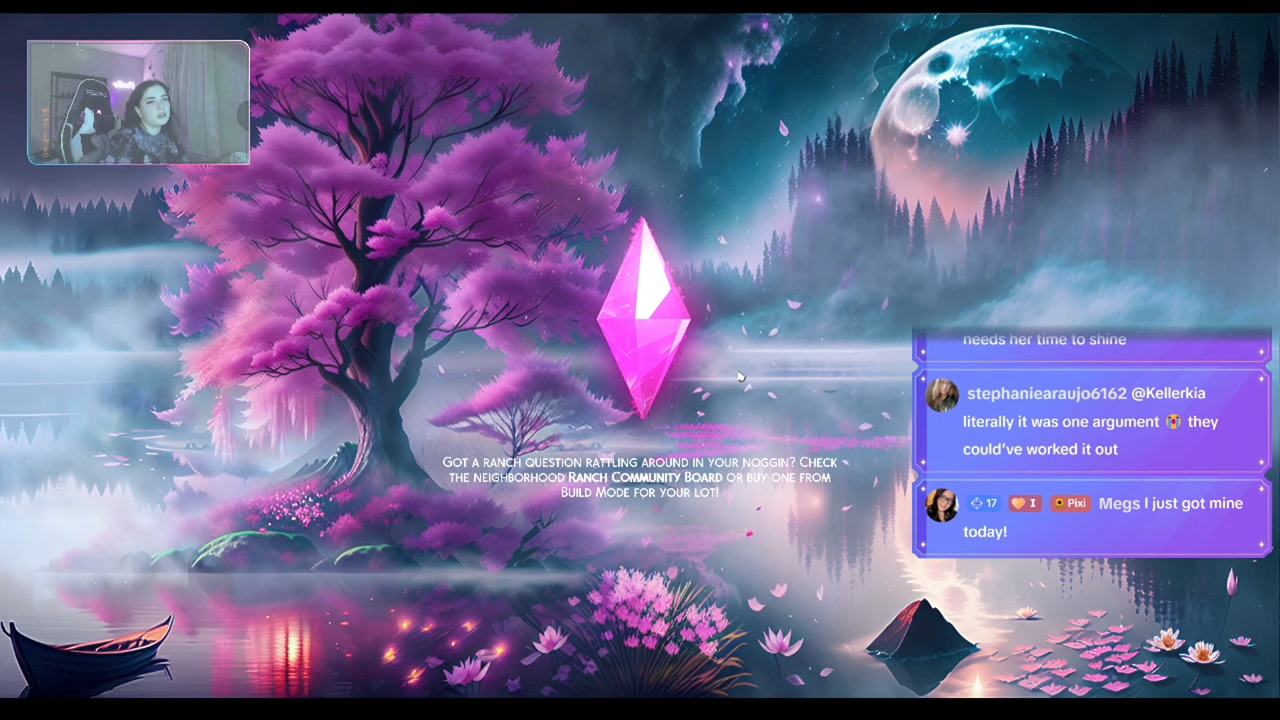 needs her time to shine
stephaniearaujo6162 @Kellerkia
literally it was one argument 😭 they
could've worked it out
17 I Pixi Megs I just got mine
today!
Got a ranch question rattling around in your noggin? Check
the neighborhood Ranch Community Board or buy one from
Build Mode for your lot!